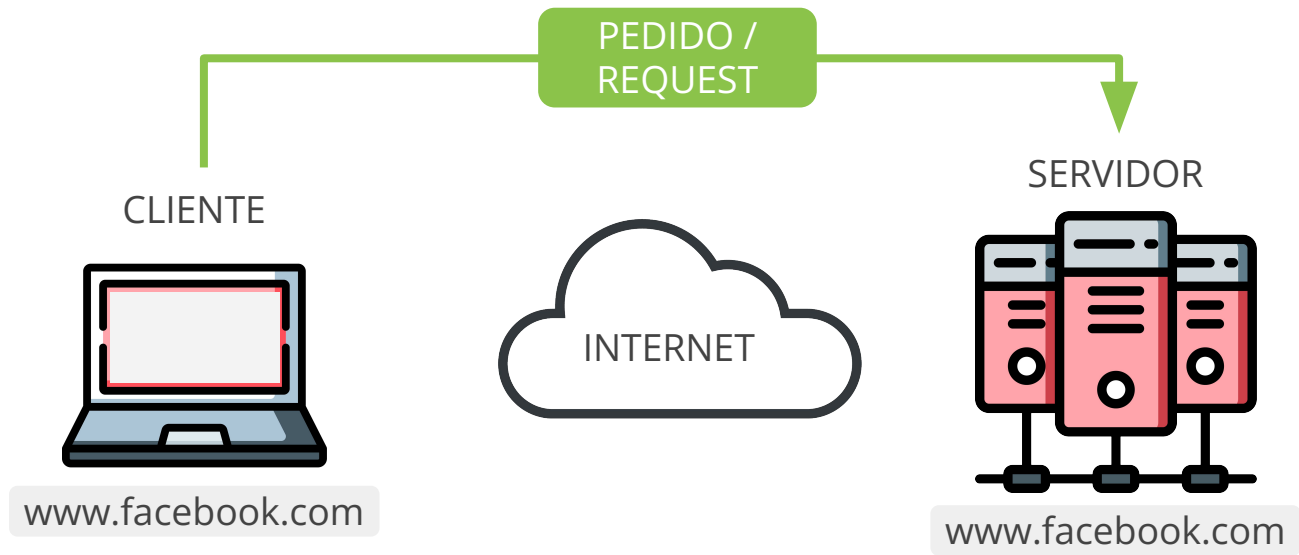 PEDIDO /
REQUEST
CLIENTE
SERVIDOR
INTERNET
www.facebook.com
www.facebook.com